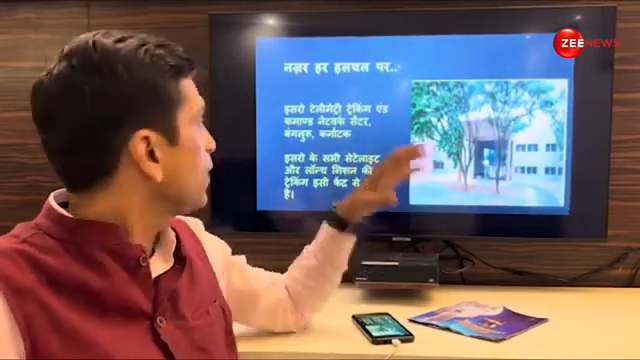 ZEE NEWS
नज़र हर हलचल पर..
इसरो टेलीमेट्री ट्रेकिंग एंड
कमाण्ड नेटवर्क सेंटर,
बंगलुरु, कर्नाटक
इसरो के सभी सेटेलाइट
और लॉन्च मिशन की
ट्रेकिंग इसी केंद्र से
है।